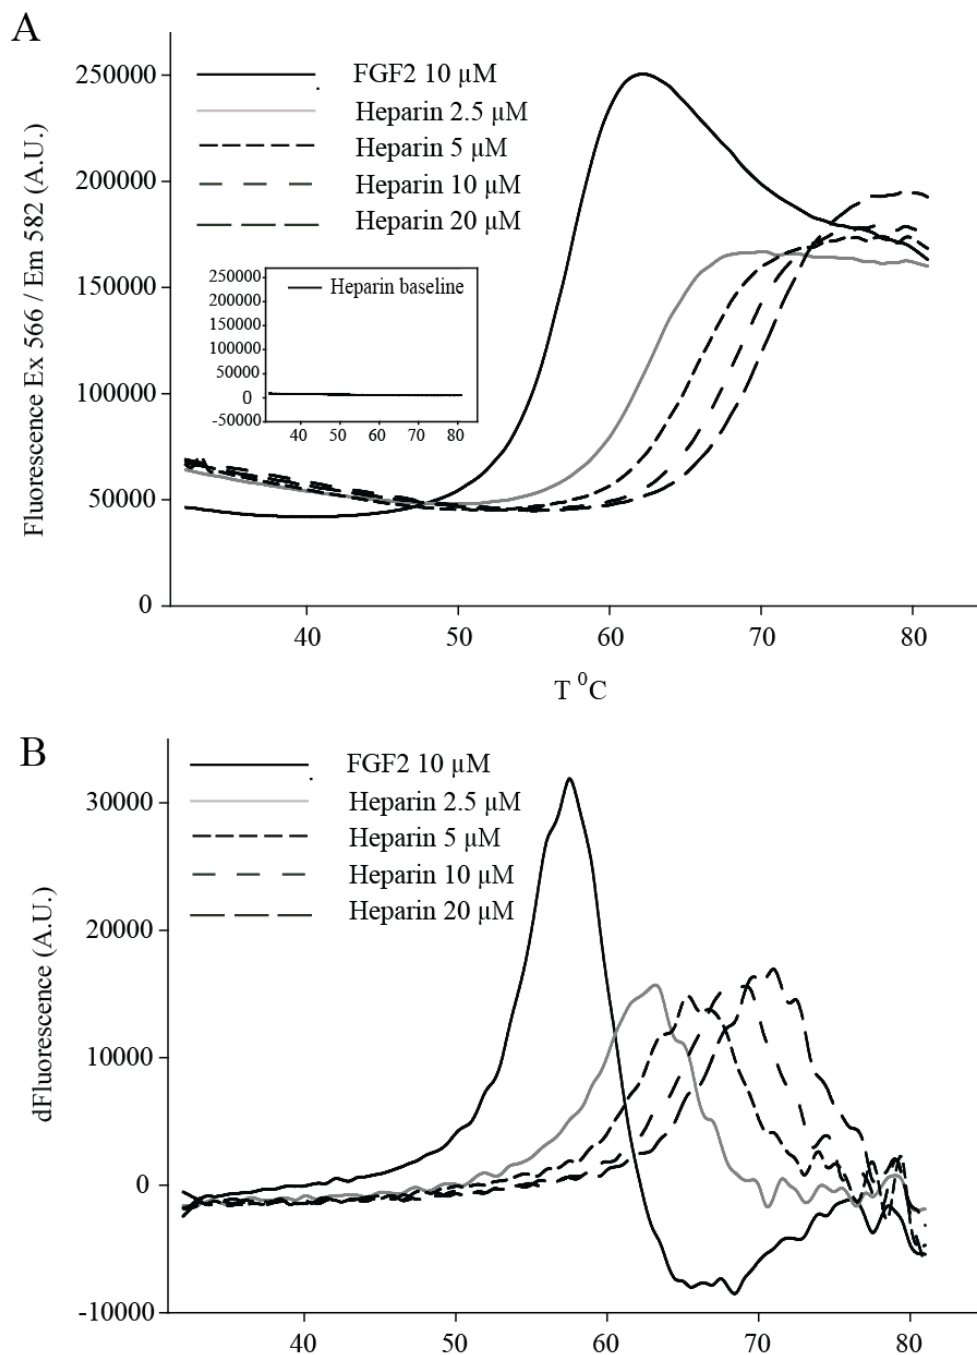 A
Fluorescence Ex 566 / Em 582 (A.U.)
250000
200000
150000
100000
50000
0
FGF2 10 µM
Heparin 2.5 µM
Heparin 5 µM
Heparin 10 µM
Heparin 20 µM
250000
200000
150000
100000
50000
0
-50000
Heparin baseline
40 50 60 70 80
40 50 60 70 80
T ⁰C
B
dFluorescence (A.U.)
30000
20000
10000
0
-10000
FGF2 10 µM
Heparin 2.5 µM
Heparin 5 µM
Heparin 10 µM
Heparin 20 µM
40 50 60 70 80